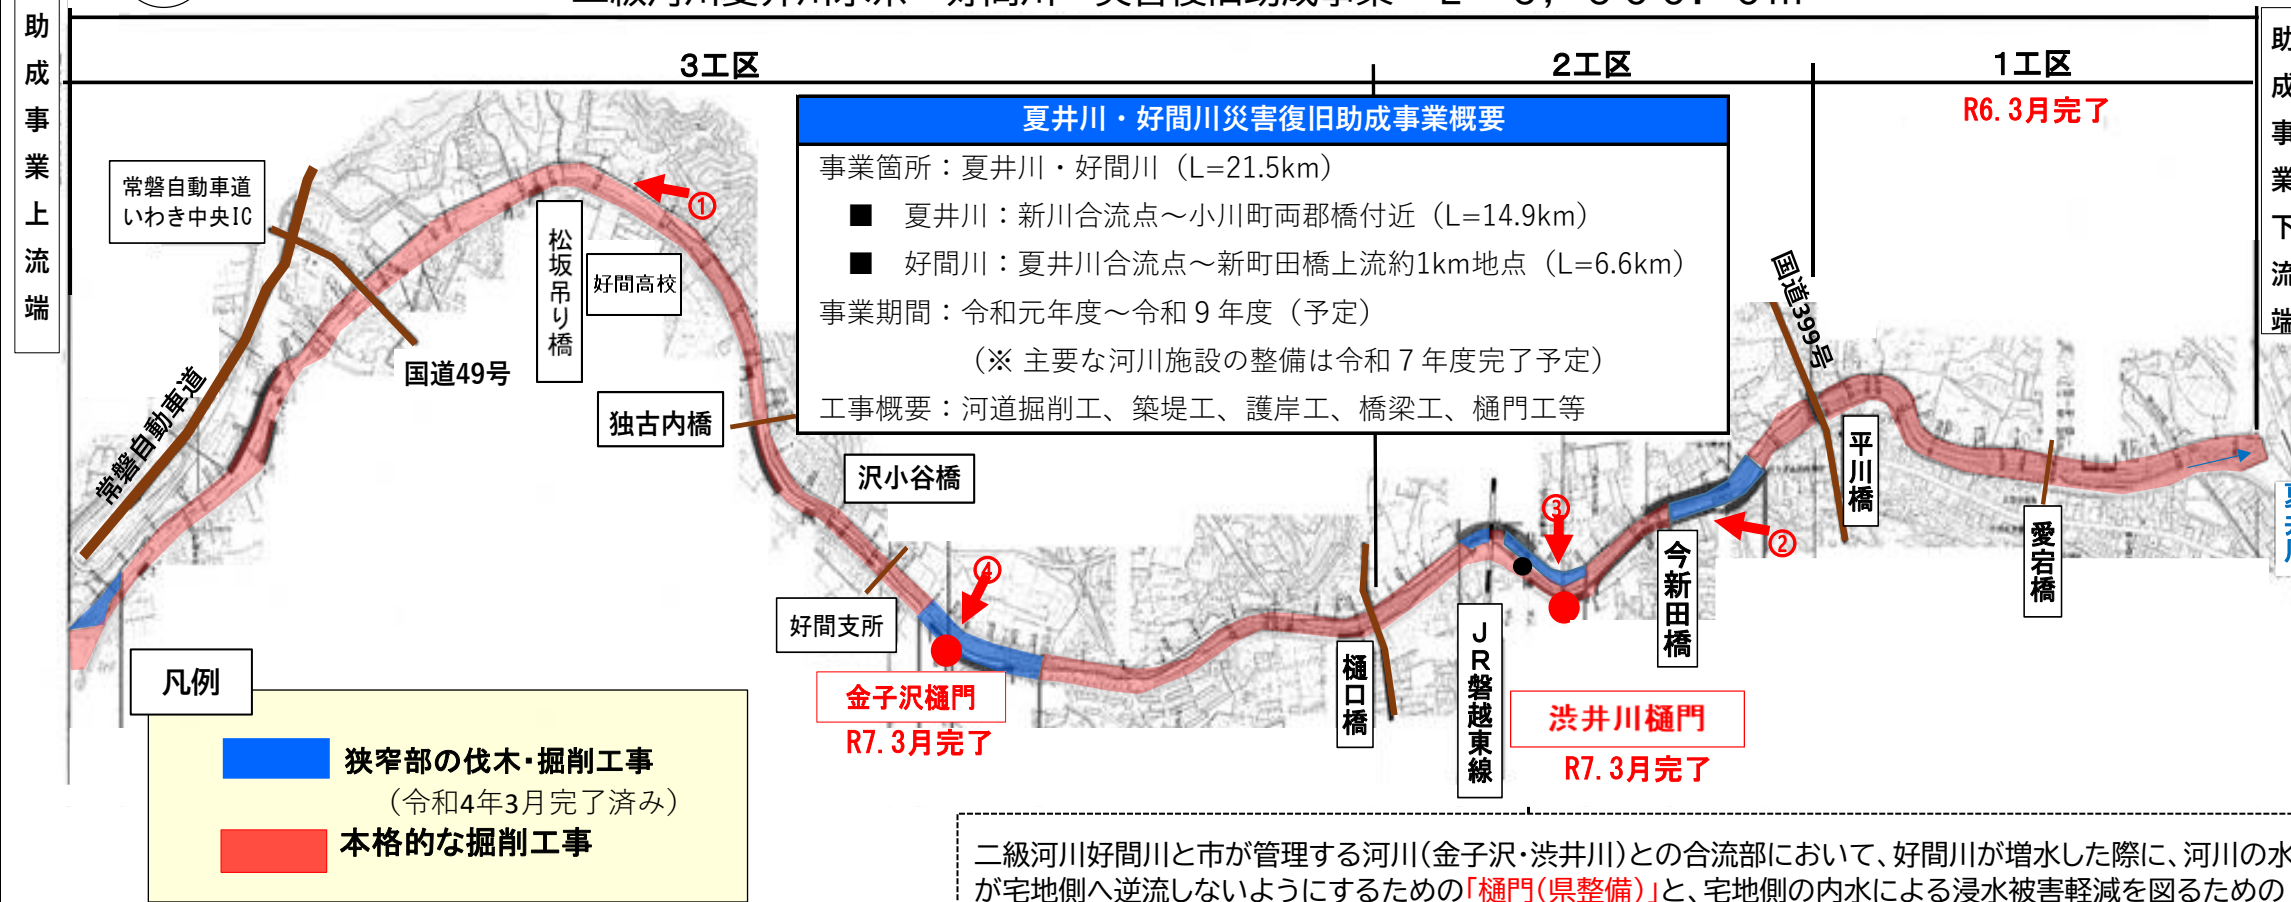 助成事業上流端
3工区
2工区
1工区
R6.3月完了
夏井川・好間川災害復旧助成事業概要
事業箇所：夏井川・好間川（L=21.5km）
■ 夏井川：新川合流点～小川町両郡橋付近（L=14.9km）
■ 好間川：夏井川合流点～新町田橋上流約1km地点（L=6.6km）
事業期間：令和元年度～令和９年度（予定）
（※ 主要な河川施設の整備は令和７年度完了予定）
工事概要：河道掘削工、築堤工、護岸工、橋梁工、樋門工等
助成事業下流端
常磐自動車道
いわき中央IC
①
松坂吊り橋
好間高校
国道49号
常磐自動車道
独古内橋
沢小谷橋
国道399号
平川橋
愛宕橋
③
②
今新田橋
④
好間支所
樋口橋
ＪＲ磐越東線
金子沢樋門
R7.3月完了
渋井川樋門
R7.3月完了
凡例
狭窄部の伐木・掘削工事
（令和4年3月完了済み）
本格的な掘削工事
二級河川好間川と市が管理する河川（金子沢・渋井川）との合流部において、好間川が増水した際に、河川の水
が宅地側へ逆流しないようにするための「樋門（県整備）」と、宅地側の内水による浸水被害軽減を図るための